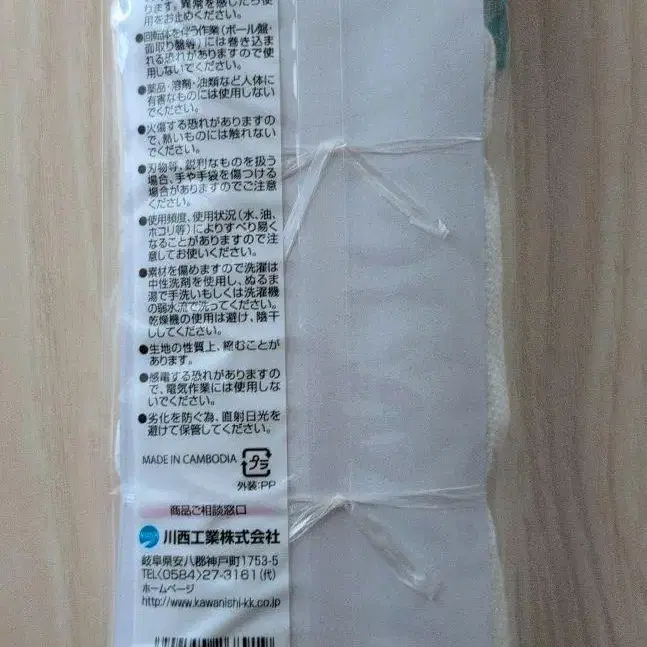 ります。異常を感じたら使
用をお止めください。
●回転体を伴う作業(ボール盤・
面取り盤等)には巻き込ま
れる恐れがありますので使
用しないでください。
●薬品・溶剤・油類など人体に
有害なものには使用しない
でください。
●火傷する恐れがありますの
で、熱いものには触れない
でください。
●刃物等、鋭利なものを扱う
場合、手や手袋を傷つける
場合がありますのでご注意
ください。
●使用頻度、使用状況(水、油、
ホコリ等)によりすべり易く
なることがありますので注
意してお使いください。
●素材を傷めますので洗濯は
中性洗剤を使用し、ぬるま
湯で手洗いもしくは洗濯機
の弱水流で洗ってください。
乾燥機の使用は避け、陰干
ししてください。
●生地の性質上、縮むことが
あります。
●感電する恐れがありますの
で、電気作業には使用しな
いでください。
●劣化を防ぐ為、直射日光を
避けて保管してください。
MADE IN CAMBODIA プラ
外装:PP
商品ご相談窓口
川西工業株式会社
岐阜県安八郡神戸町1753-5
TEL〈0584〉27-3161(代)
ホームページ
http://www.kawanishi-kk.co.jp